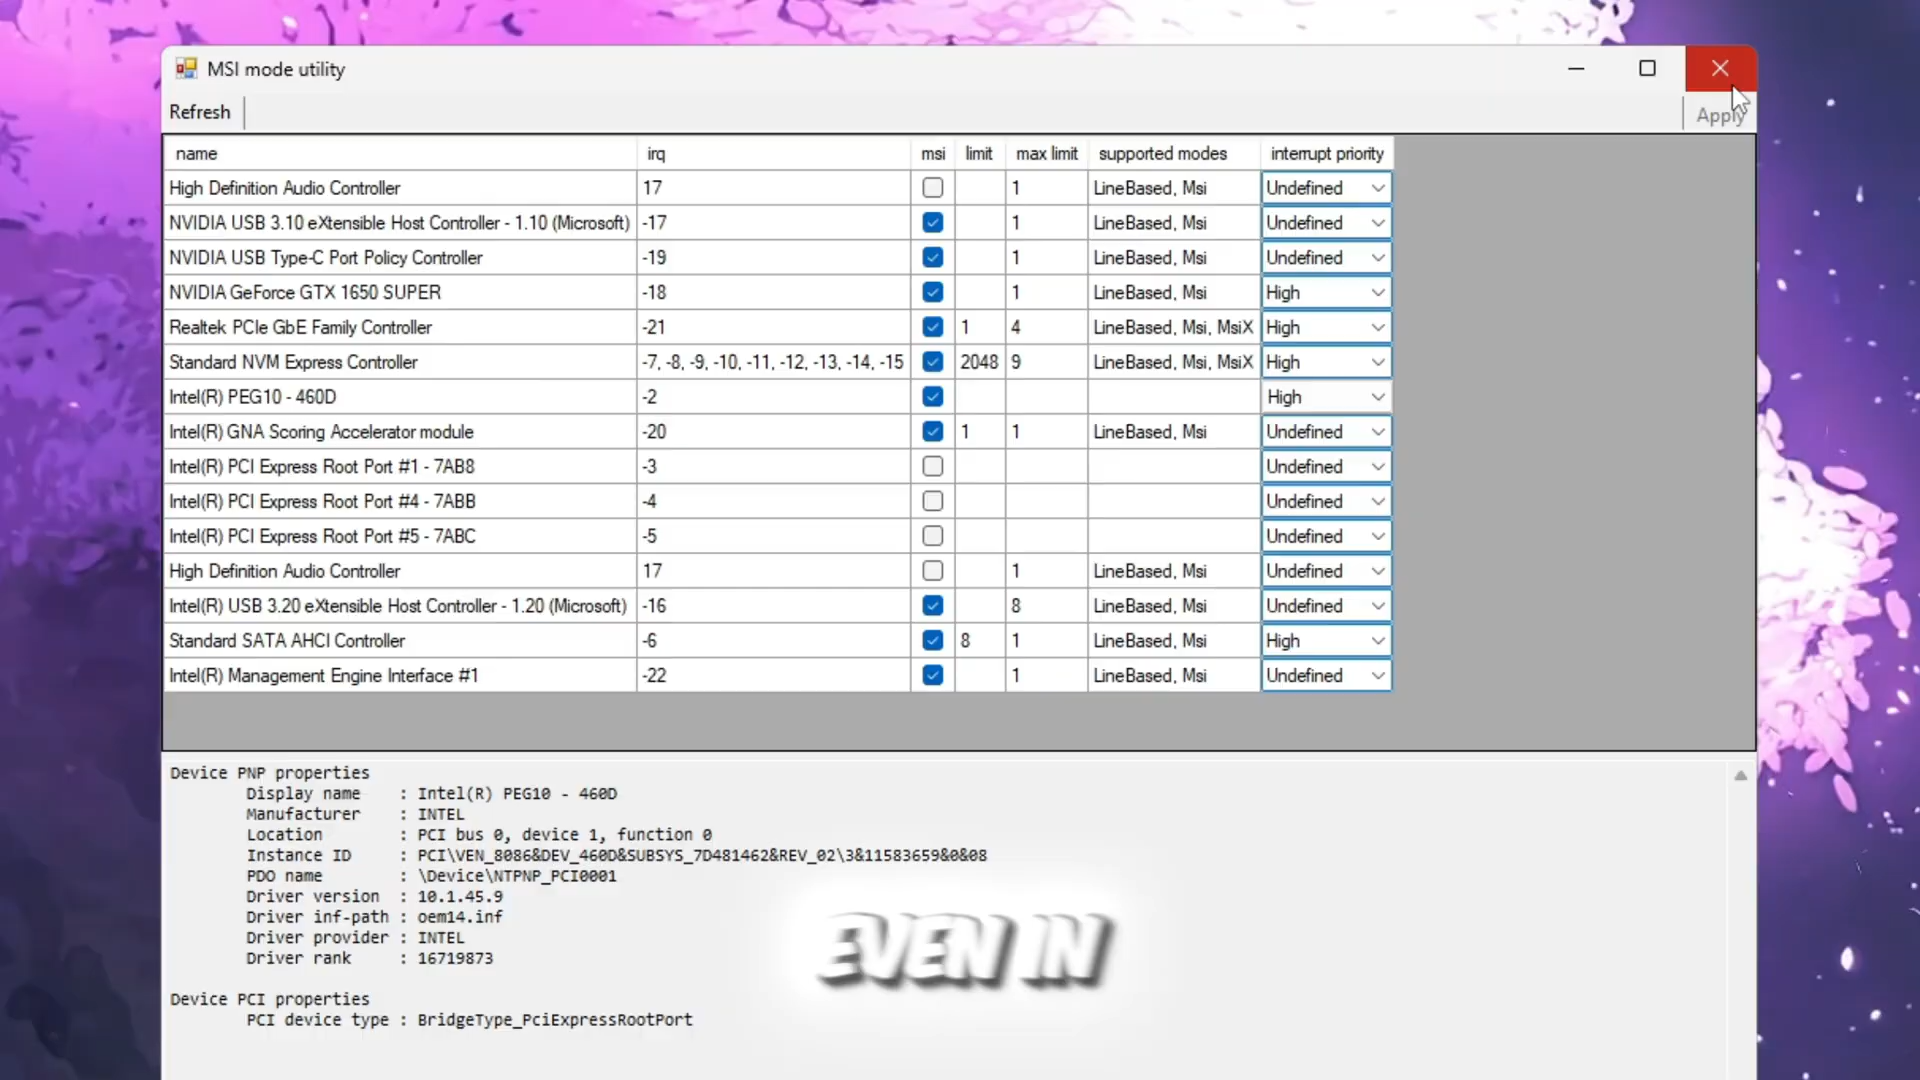 MSI mode utility
Refresh
Apply
name irq msi limit max limit supported modes interrupt priority
High Definition Audio Controller 17 1 LineBased, Msi Undefined
NVIDIA USB 3.10 eXtensible Host Controller - 1.10 (Microsoft) -17 1 LineBased, Msi Undefined
NVIDIA USB Type-C Port Policy Controller -19 1 LineBased, Msi Undefined
NVIDIA GeForce GTX 1650 SUPER -18 1 LineBased, Msi High
Realtek PCIe GbE Family Controller -21 1 4 LineBased, Msi, MsiX High
Standard NVM Express Controller -7, -8, -9, -10, -11, -12, -13, -14, -15 2048 9 LineBased, Msi, MsiX High
Intel(R) PEG10 - 460D -2 High
Intel(R) GNA Scoring Accelerator module -20 1 1 LineBased, Msi Undefined
Intel(R) PCI Express Root Port #1 - 7AB8 -3 Undefined
Intel(R) PCI Express Root Port #4 - 7ABB -4 Undefined
Intel(R) PCI Express Root Port #5 - 7ABC -5 Undefined
High Definition Audio Controller 17 1 LineBased, Msi Undefined
Intel(R) USB 3.20 eXtensible Host Controller - 1.20 (Microsoft) -16 8 LineBased, Msi Undefined
Standard SATA AHCI Controller -6 8 1 LineBased, Msi High
Intel(R) Management Engine Interface #1 -22 1 LineBased, Msi Undefined
Device PNP properties
Display name : Intel(R) PEG10 - 460D
Manufacturer : INTEL
Location : PCI bus 0, device 1, function 0
Instance ID : PCI\VEN_8086&DEV_460D&SUBSYS_7D481462&REV_02\3&11583659&0&08
PDO name : \Device\NTPNP_PCI0001
Driver version : 10.1.45.9
Driver inf-path : oem14.inf
Driver provider : INTEL
Driver rank : 16719873
EVEN IN
Device PCI properties
PCI device type : BridgeType_PciExpressRootPort